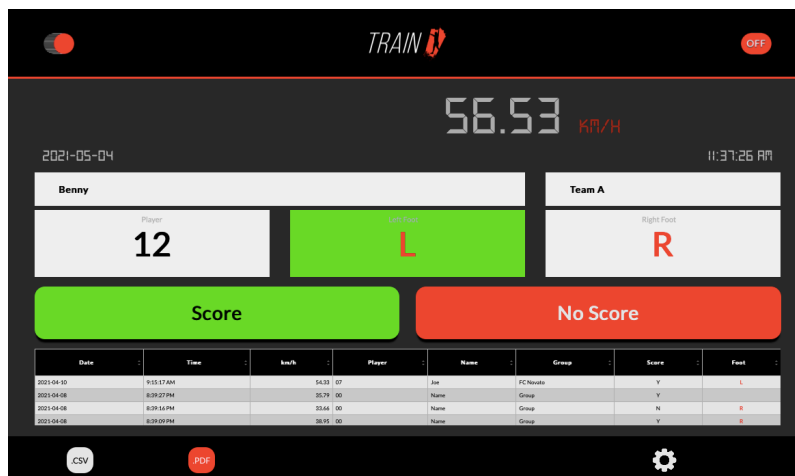 TRAIN it
OFF
56.53 KM/H
2021-05-04
11:37:26 AM
Benny
Team A
Player
12
L
Right Foot
R
Score
No Score
Date Time km/h Player Name Group Score Foot
2021-04-10 9:15:17 AM 54.33 07 Joe FC Novato Y L
2021-04-08 8:39:27 PM 35.79 00 Name Group Y
2021-04-08 8:39:16 PM 33.66 00 Name Group N R
2021-04-08 8:39:09 PM 38.95 00 Name Group Y R
.CSV
.PDF